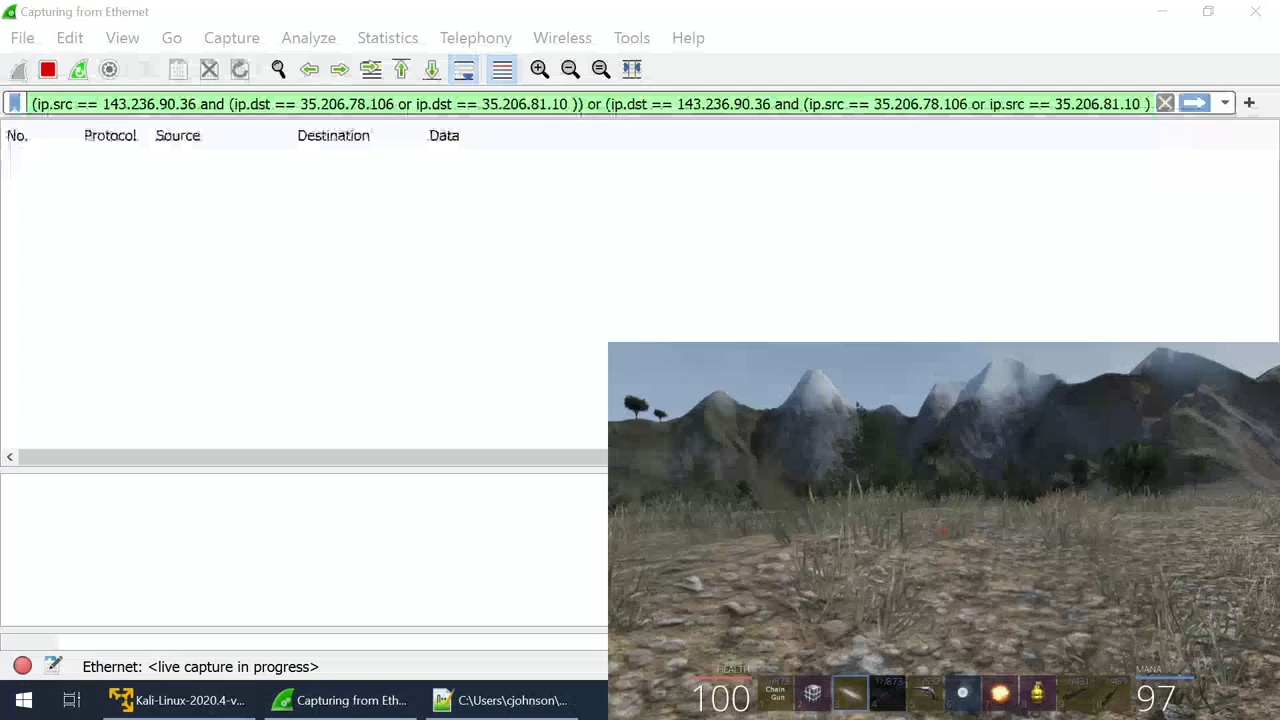 Capturing from Ethernet
File Edit View Go Capture Analyze Statistics Telephony Wireless Tools Help
(ip.src == 143.236.90.36 and (ip.dst == 35.206.78.106 or ip.dst == 35.206.81.10 )) or (ip.dst == 143.236.90.36 and (ip.src == 35.206.78.106 or ip.src == 35.206.81.10 )
No. Protocol Source Destination Data
Ethernet: <live capture in progress>
HEALTH
100
Chain Gun
MANA
97
Kali-Linux-2020.4-v... Capturing from Eth... C:\Users\cjohnson\...